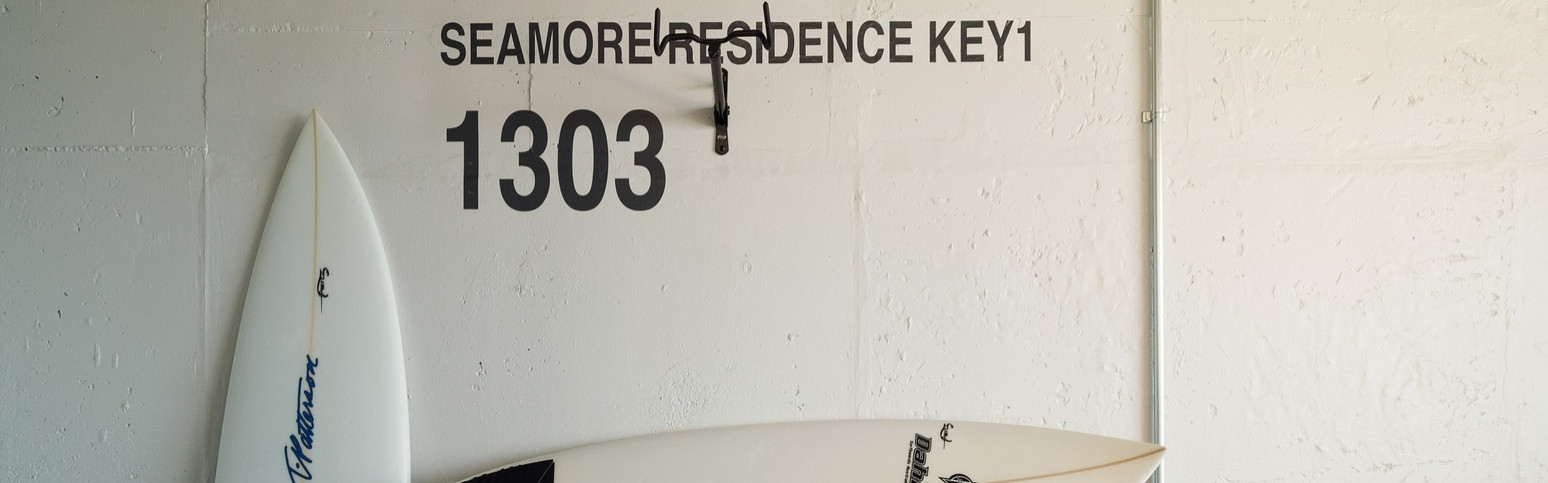 SEAMORE RESIDENCE KEY1
1303
T. Patterson